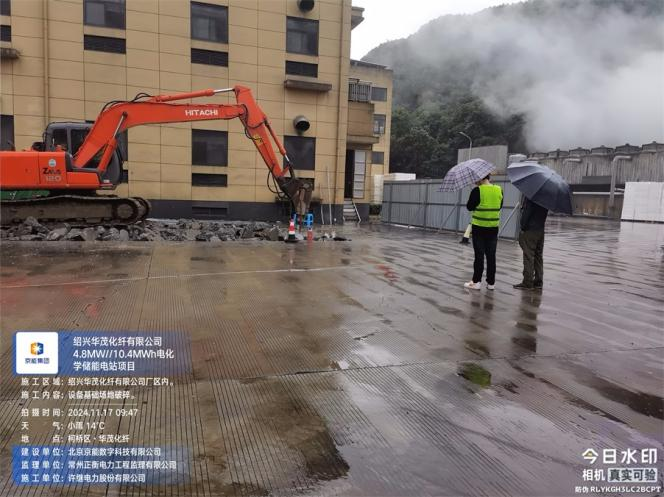 HITACHI
ZAX
120
京能集团
绍兴华茂化纤有限公司
4.8MW//10.4MWh电化
学储能电站项目
施工区域：绍兴华茂化纤有限公司厂区内。
施工内容：设备基础场地破碎。
拍摄时间：2024.11.17 09:47
天气：小雨 14℃
地点：柯桥区·华茂化纤
建设单位：北京京能数字科技有限公司
监理单位：常州正衡电力工程监理有限公司
施工单位：许继电力股份有限公司
今日水印
相机 真实可验
防伪 RLYKGH3LC2BCPT